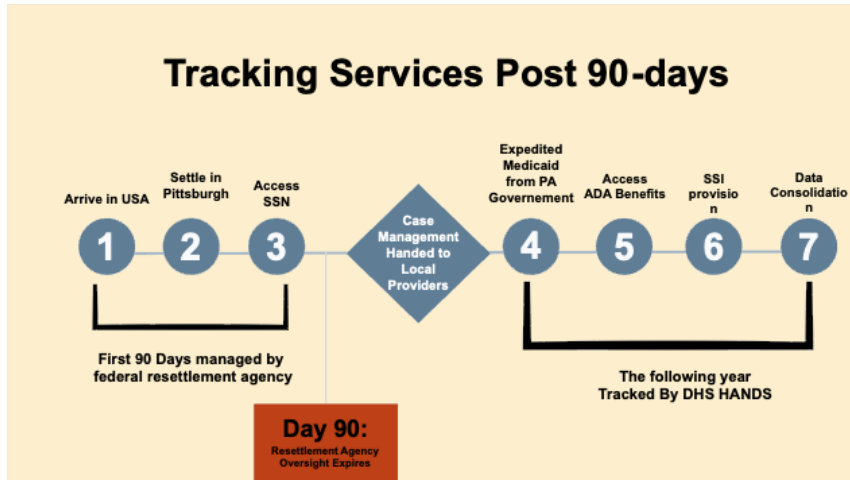 Tracking Services Post 90-days
Arrive in USA
Settle in
Pittsburgh
Access
SSN
Case
Management
Handed to
Local
Providers
Expedited
Medicaid
from PA
Governement
Access
ADA Benefits
SSI
provisio
n
Data
Consolidatio
n
1
2
3
4
5
6
7
First 90 Days managed by
federal resettlement agency
The following year
Tracked By DHS HANDS
Day 90:
Resettlement Agency
Oversight Expires